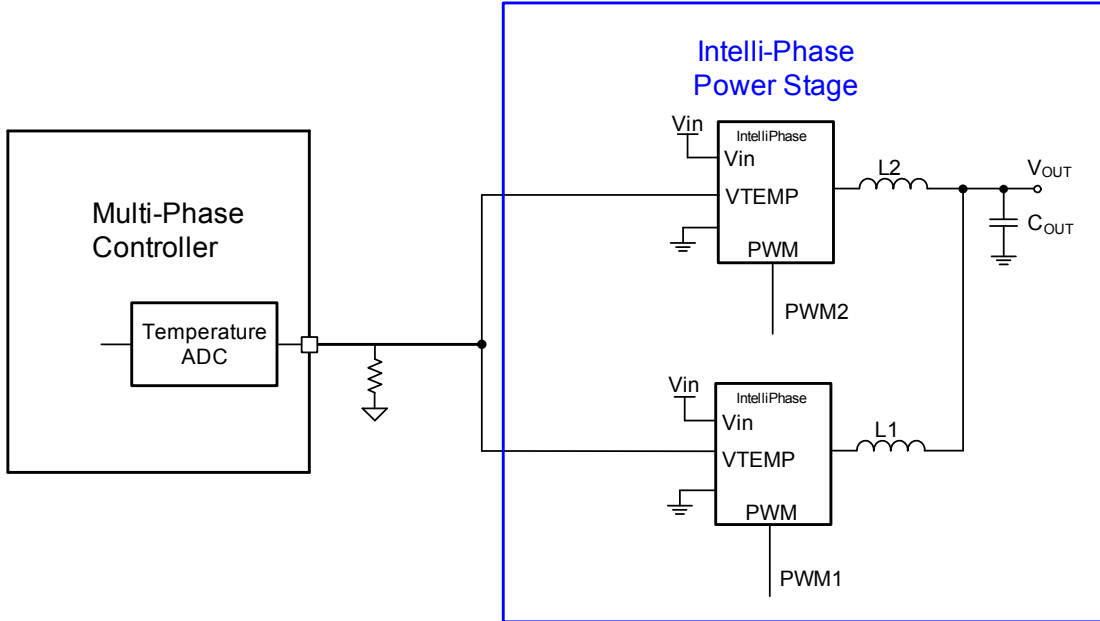 Intelli-Phase
Power Stage
Multi-Phase
Controller
Temperature
ADC
Vin
IntelliPhase
Vin
VTEMP
PWM
PWM2
L2
VOUT
COUT
Vin
IntelliPhase
Vin
VTEMP
PWM
PWM1
L1